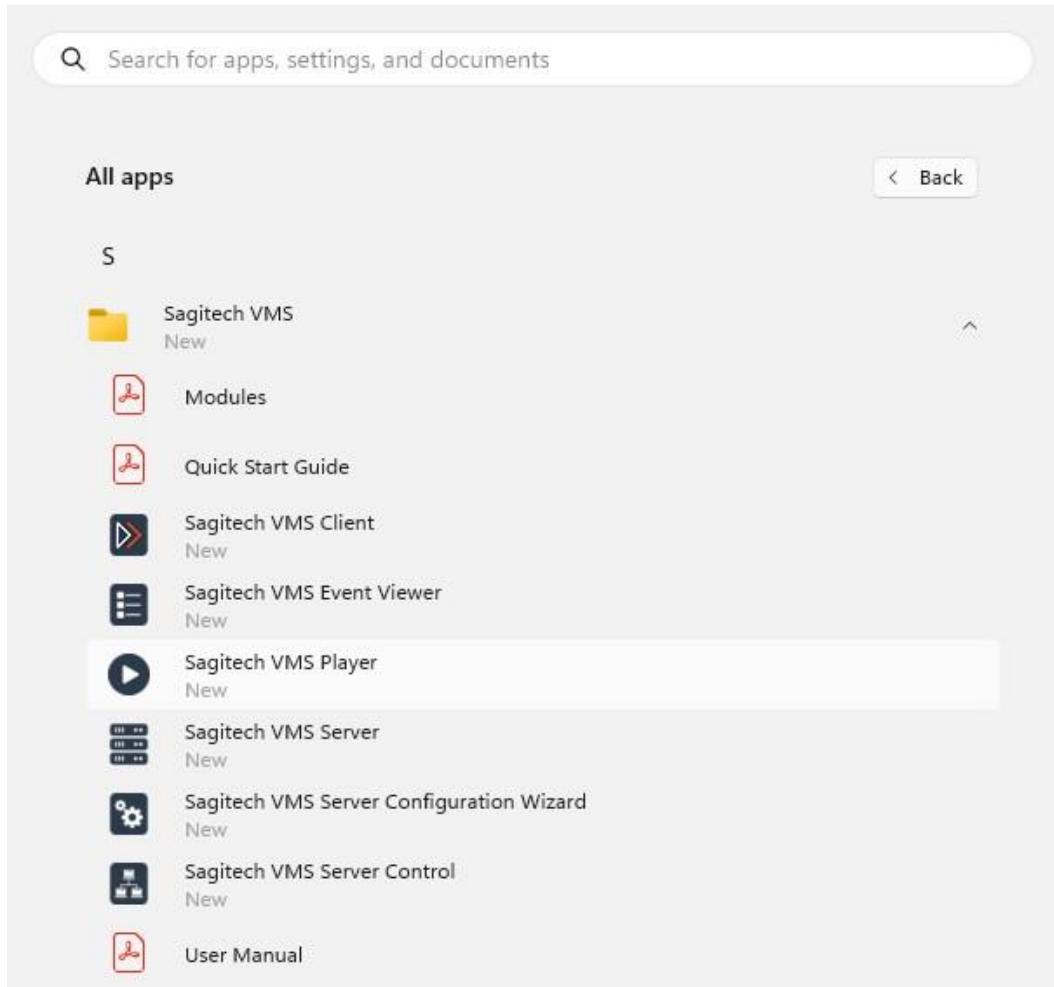 Search for apps, settings, and documents
All apps
Back
S
Sagitech VMS
New
Modules
Quick Start Guide
Sagitech VMS Client
New
Sagitech VMS Event Viewer
New
Sagitech VMS Player
New
Sagitech VMS Server
New
Sagitech VMS Server Configuration Wizard
New
Sagitech VMS Server Control
New
User Manual